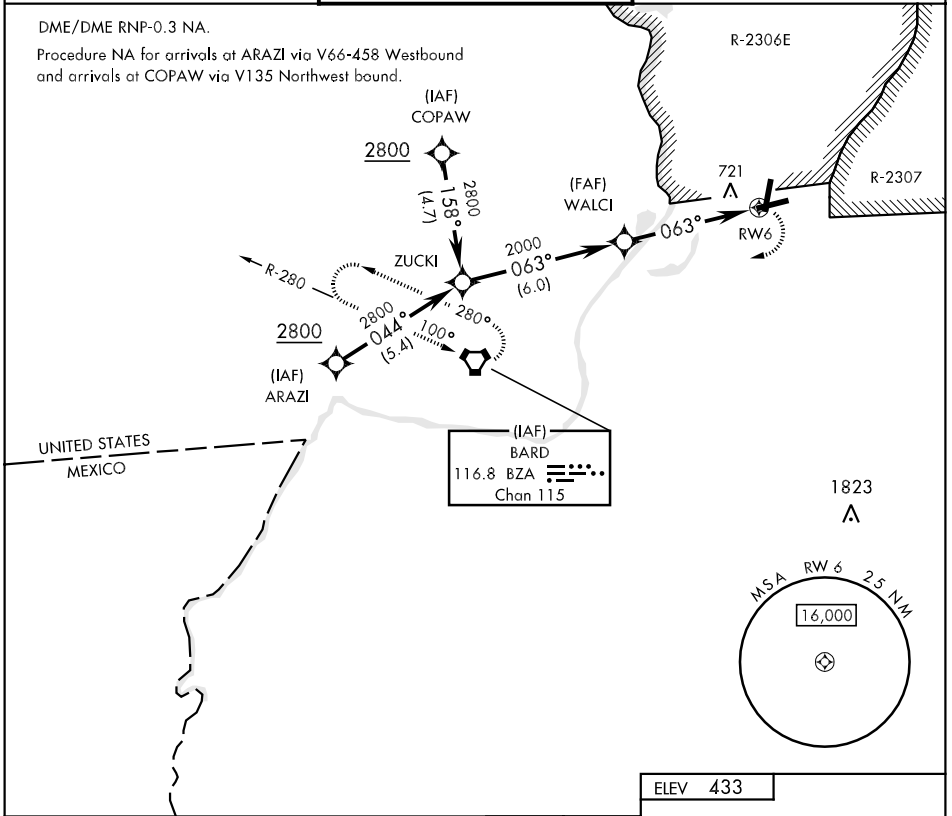 DME/DME RNP-0.3 NA.
Procedure NA for arrivals at ARAZI via V66-458 Westbound
and arrivals at COPAW via V135 Northwest bound.
R-2306E
(IAF)
COPAW
2800
2800
158°
(4.7)
721
R-2307
(FAF)
WALCI
063°
RW6
2000
063°
(6.0)
ZUCKI
R-280
280°
2800
2800
044°
(5.4)
100°
(IAF)
ARAZI
(IAF)
BARD
116.8 BZA
Chan 115
UNITED STATES
MEXICO
1823
MSA RW 6 25 NM
16,000
ELEV 433